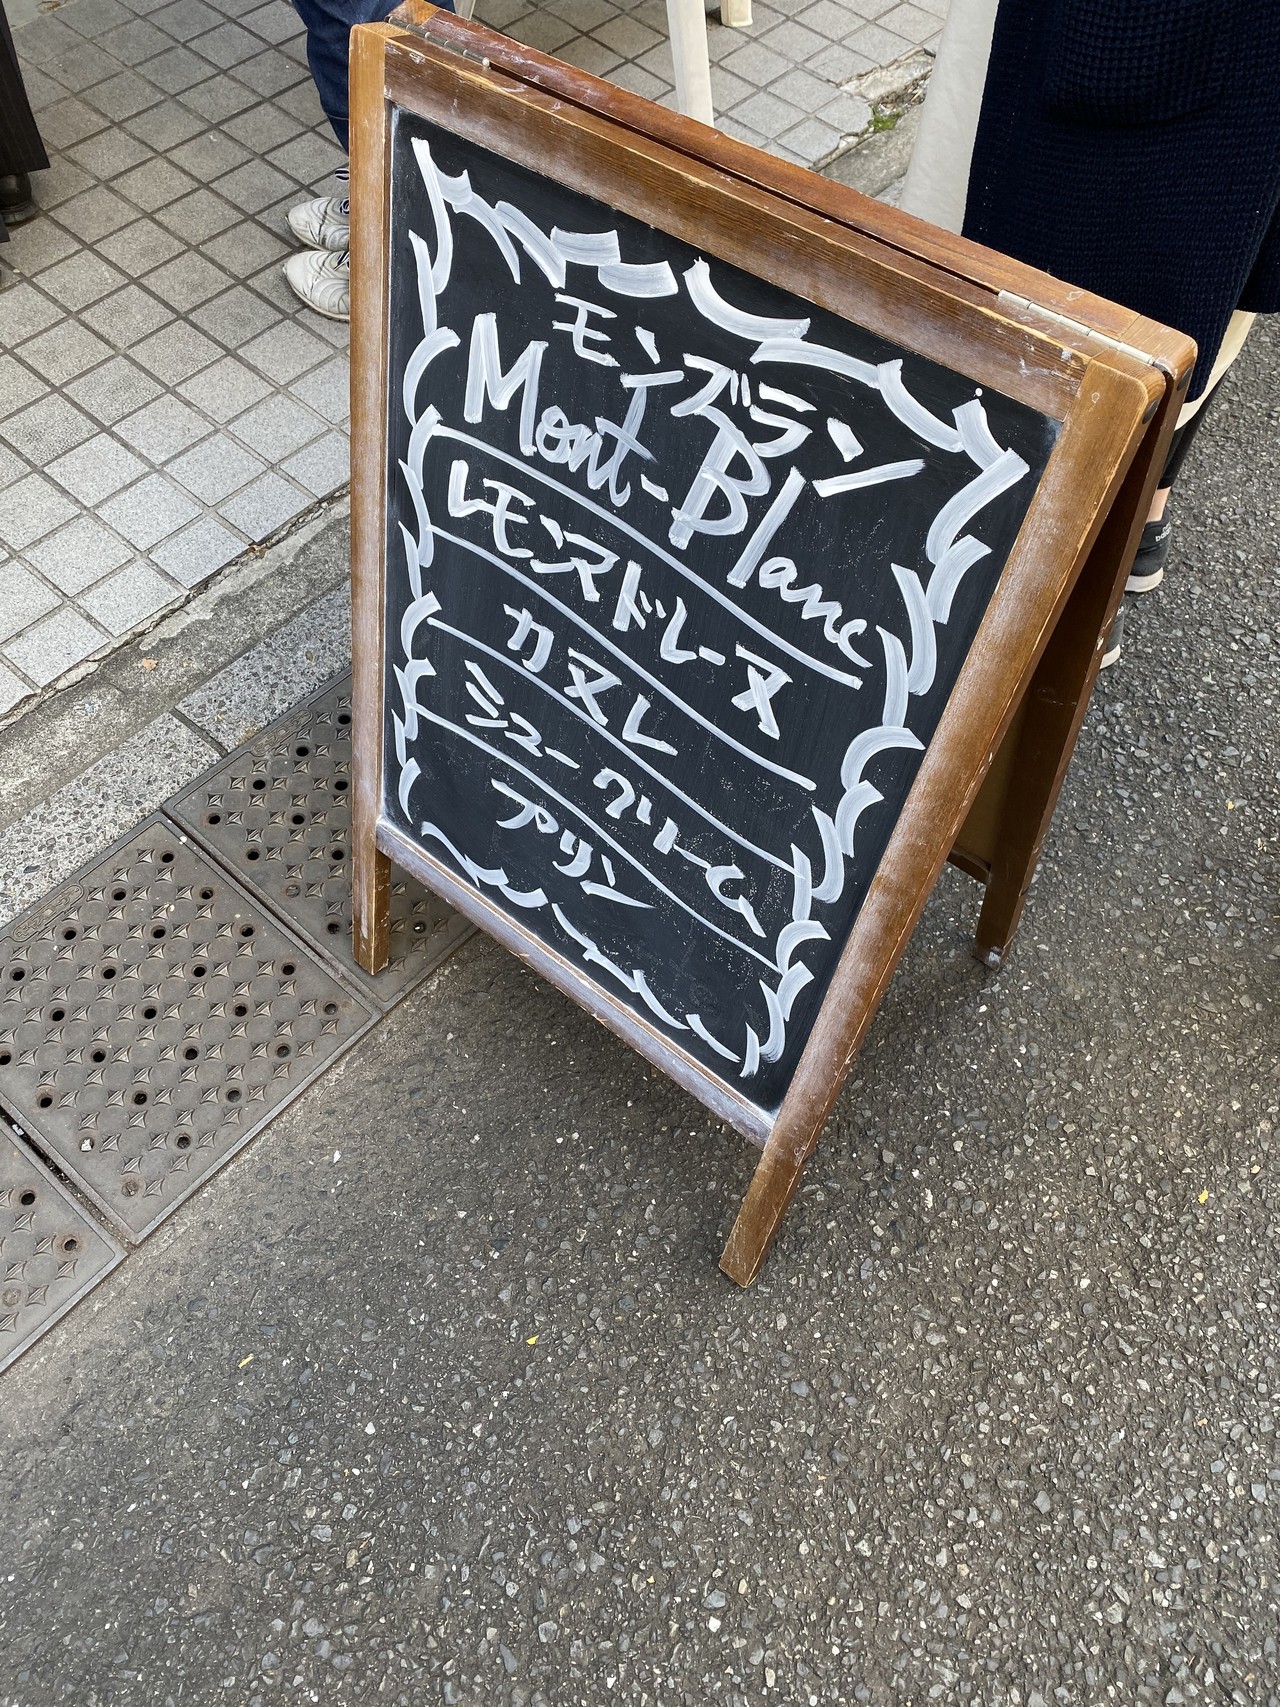 モンブラン
Mont-Blanc
レモンマドレーヌ
カヌレ
シュークリーム
プリン